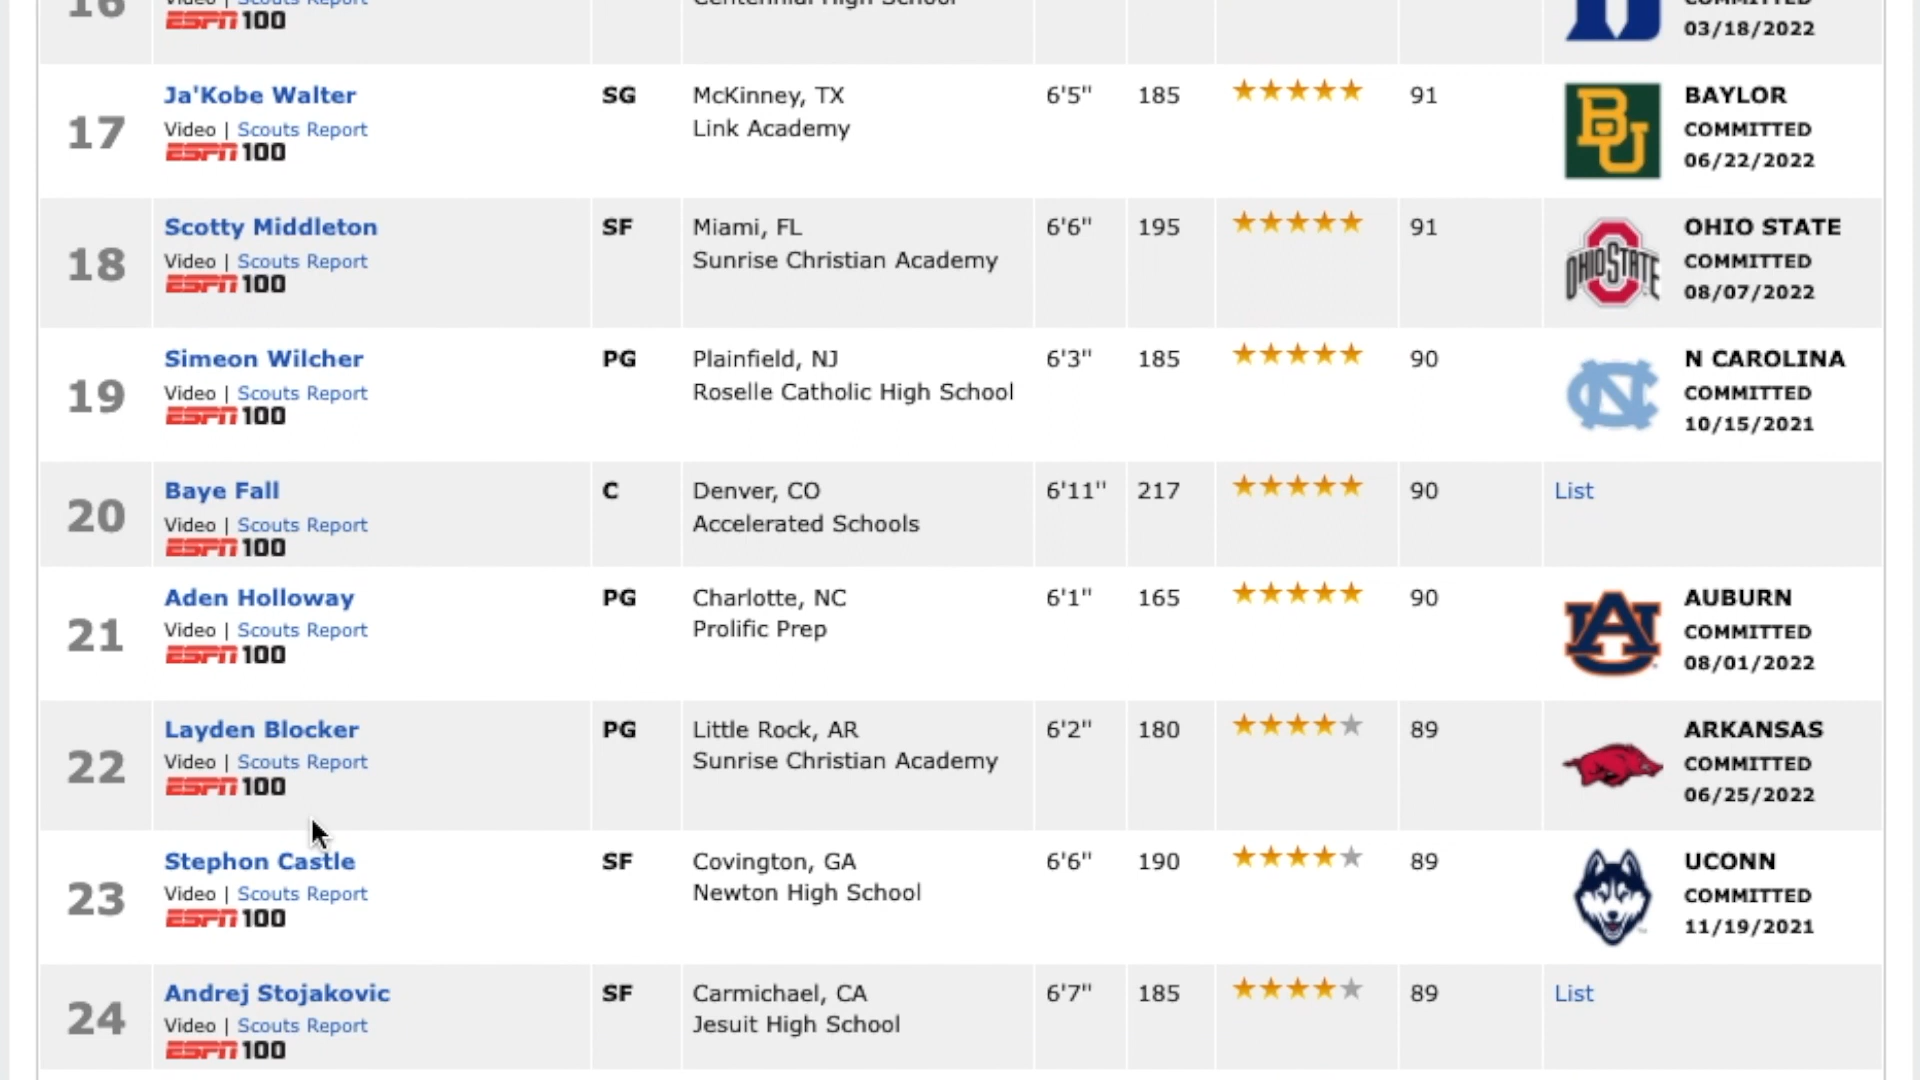 16
Centennial High School
COMMITTED
ESPN 100
03/18/2022
17
Ja'Kobe Walter
SG
McKinney, TX
6'5"
185
91
BAYLOR
Video | Scouts Report
Link Academy
COMMITTED
ESPN 100
06/22/2022
18
Scotty Middleton
SF
Miami, FL
6'6"
195
91
OHIO STATE
Video | Scouts Report
Sunrise Christian Academy
COMMITTED
OHIO STATE
ESPN 100
08/07/2022
19
Simeon Wilcher
PG
Plainfield, NJ
6'3"
185
90
N CAROLINA
Video | Scouts Report
Roselle Catholic High School
COMMITTED
ESPN 100
10/15/2021
20
Baye Fall
C
Denver, CO
6'11"
217
90
List
Video | Scouts Report
Accelerated Schools
ESPN 100
21
Aden Holloway
PG
Charlotte, NC
6'1"
165
90
AUBURN
Video | Scouts Report
Prolific Prep
COMMITTED
ESPN 100
08/01/2022
22
Layden Blocker
PG
Little Rock, AR
6'2"
180
89
ARKANSAS
Video | Scouts Report
Sunrise Christian Academy
COMMITTED
ESPN 100
06/25/2022
23
Stephon Castle
SF
Covington, GA
6'6"
190
89
UCONN
Video | Scouts Report
Newton High School
COMMITTED
ESPN 100
11/19/2021
24
Andrej Stojakovic
SF
Carmichael, CA
6'7"
185
89
List
Video | Scouts Report
Jesuit High School
ESPN 100